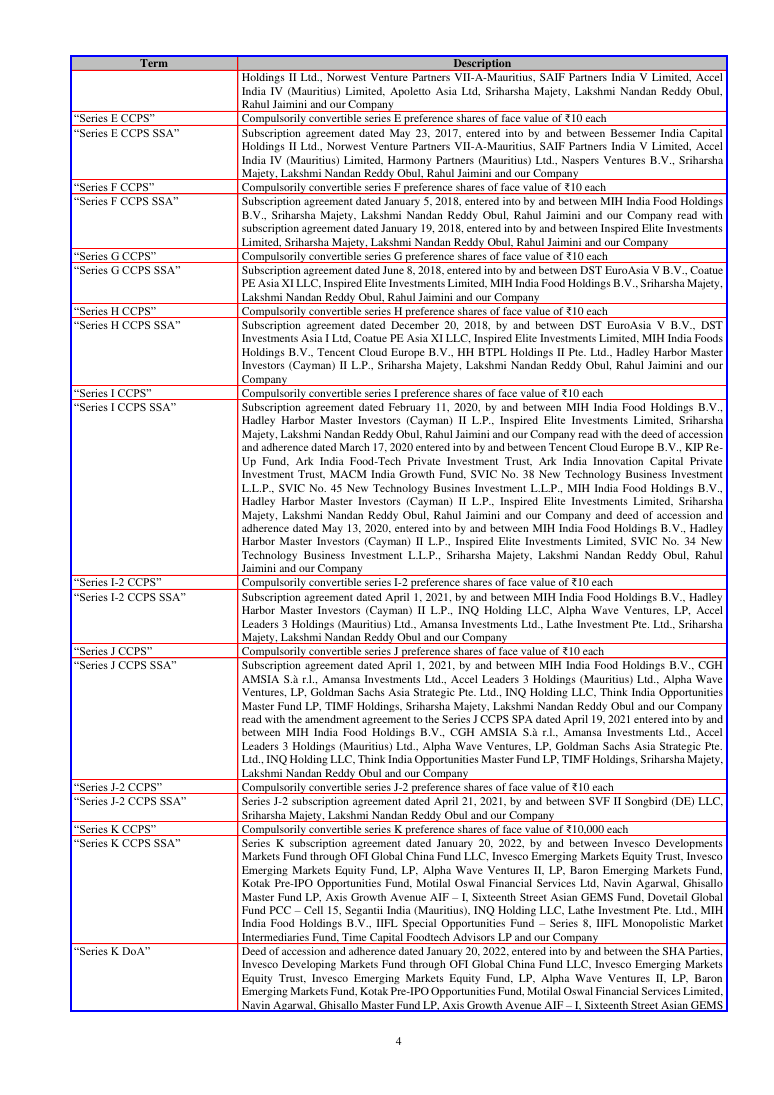 Term Description
Holdings II Ltd., Norwest Venture Partners VII-A-Mauritius, SAIF Partners India V Limited, Accel
India IV (Mauritius) Limited, Apoletto Asia Ltd, Sriharsha Majety, Lakshmi Nandan Reddy Obul,
Rahul Jaimini and our Company
“Series E CCPS” Compulsorily convertible series E preference shares of face value of ₹10 each
“Series E CCPS SSA” Subscription agreement dated May 23, 2017, entered into by and between Bessemer India Capital
Holdings II Ltd., Norwest Venture Partners VII-A-Mauritius, SAIF Partners India V Limited, Accel
India IV (Mauritius) Limited, Harmony Partners (Mauritius) Ltd., Naspers Ventures B.V., Sriharsha
Majety, Lakshmi Nandan Reddy Obul, Rahul Jaimini and our Company
“Series F CCPS” Compulsorily convertible series F preference shares of face value of ₹10 each
“Series F CCPS SSA” Subscription agreement dated January 5, 2018, entered into by and between MIH India Food Holdings
B.V., Sriharsha Majety, Lakshmi Nandan Reddy Obul, Rahul Jaimini and our Company read with
subscription agreement dated January 19, 2018, entered into by and between Inspired Elite Investments
Limited, Sriharsha Majety, Lakshmi Nandan Reddy Obul, Rahul Jaimini and our Company
“Series G CCPS” Compulsorily convertible series G preference shares of face value of ₹10 each
“Series G CCPS SSA” Subscription agreement dated June 8, 2018, entered into by and between DST EuroAsia V B.V., Coatue
PE Asia XI LLC, Inspired Elite Investments Limited, MIH India Food Holdings B.V., Sriharsha Majety,
Lakshmi Nandan Reddy Obul, Rahul Jaimini and our Company
“Series H CCPS” Compulsorily convertible series H preference shares of face value of ₹10 each
“Series H CCPS SSA” Subscription agreement dated December 20, 2018, by and between DST EuroAsia V B.V., DST
Investments Asia I Ltd, Coatue PE Asia XI LLC, Inspired Elite Investments Limited, MIH India Foods
Holdings B.V., Tencent Cloud Europe B.V., HH BTPL Holdings II Pte. Ltd., Hadley Harbor Master
Investors (Cayman) II L.P., Sriharsha Majety, Lakshmi Nandan Reddy Obul, Rahul Jaimini and our
Company
“Series I CCPS” Compulsorily convertible series I preference shares of face value of ₹10 each
“Series I CCPS SSA” Subscription agreement dated February 11, 2020, by and between MIH India Food Holdings B.V.,
Hadley Harbor Master Investors (Cayman) II L.P., Inspired Elite Investments Limited, Sriharsha
Majety, Lakshmi Nandan Reddy Obul, Rahul Jaimini and our Company read with the deed of accession
and adherence dated March 17, 2020 entered into by and between Tencent Cloud Europe B.V., KIP Re-
Up Fund, Ark India Food-Tech Private Investment Trust, Ark India Innovation Capital Private
Investment Trust, MACM India Growth Fund, SVIC No. 38 New Technology Business Investment
L.L.P., SVIC No. 45 New Technology Busines Investment L.L.P., MIH India Food Holdings B.V.,
Hadley Harbor Master Investors (Cayman) II L.P., Inspired Elite Investments Limited, Sriharsha
Majety, Lakshmi Nandan Reddy Obul, Rahul Jaimini and our Company and deed of accession and
adherence dated May 13, 2020, entered into by and between MIH India Food Holdings B.V., Hadley
Harbor Master Investors (Cayman) II L.P., Inspired Elite Investments Limited, SVIC No. 34 New
Technology Business Investment L.L.P., Sriharsha Majety, Lakshmi Nandan Reddy Obul, Rahul
Jaimini and our Company
“Series I-2 CCPS” Compulsorily convertible series I-2 preference shares of face value of ₹10 each
“Series I-2 CCPS SSA” Subscription agreement dated April 1, 2021, by and between MIH India Food Holdings B.V., Hadley
Harbor Master Investors (Cayman) II L.P., INQ Holding LLC, Alpha Wave Ventures, LP, Accel
Leaders 3 Holdings (Mauritius) Ltd., Amansa Investments Ltd., Lathe Investment Pte. Ltd., Sriharsha
Majety, Lakshmi Nandan Reddy Obul and our Company
“Series J CCPS” Compulsorily convertible series J preference shares of face value of ₹10 each
“Series J CCPS SSA” Subscription agreement dated April 1, 2021, by and between MIH India Food Holdings B.V., CGH
AMSIA S.à r.l., Amansa Investments Ltd., Accel Leaders 3 Holdings (Mauritius) Ltd., Alpha Wave
Ventures, LP, Goldman Sachs Asia Strategic Pte. Ltd., INQ Holding LLC, Think India Opportunities
Master Fund LP, TIMF Holdings, Sriharsha Majety, Lakshmi Nandan Reddy Obul and our Company
read with the amendment agreement to the Series J CCPS SPA dated April 19, 2021 entered into by and
between MIH India Food Holdings B.V., CGH AMSIA S.à r.l., Amansa Investments Ltd., Accel
Leaders 3 Holdings (Mauritius) Ltd., Alpha Wave Ventures, LP, Goldman Sachs Asia Strategic Pte.
Ltd., INQ Holding LLC, Think India Opportunities Master Fund LP, TIMF Holdings, Sriharsha Majety,
Lakshmi Nandan Reddy Obul and our Company
“Series J-2 CCPS” Compulsorily convertible series J-2 preference shares of face value of ₹10 each
“Series J-2 CCPS SSA” Series J-2 subscription agreement dated April 21, 2021, by and between SVF II Songbird (DE) LLC,
Sriharsha Majety, Lakshmi Nandan Reddy Obul and our Company
“Series K CCPS” Compulsorily convertible series K preference shares of face value of ₹10,000 each
“Series K CCPS SSA” Series K subscription agreement dated January 20, 2022, by and between Invesco Developments
Markets Fund through OFI Global China Fund LLC, Invesco Emerging Markets Equity Trust, Invesco
Emerging Markets Equity Fund, LP, Alpha Wave Ventures II, LP, Baron Emerging Markets Fund,
Kotak Pre-IPO Opportunities Fund, Motilal Oswal Financial Services Ltd, Navin Agarwal, Ghisallo
Master Fund LP, Axis Growth Avenue AIF – I, Sixteenth Street Asian GEMS Fund, Dovetail Global
Fund PCC – Cell 15, Segantii India (Mauritius), INQ Holding LLC, Lathe Investment Pte. Ltd., MIH
India Food Holdings B.V., IIFL Special Opportunities Fund – Series 8, IIFL Monopolistic Market
Intermediaries Fund, Time Capital Foodtech Advisors LP and our Company
“Series K DoA” Deed of accession and adherence dated January 20, 2022, entered into by and between the SHA Parties,
Invesco Developing Markets Fund through OFI Global China Fund LLC, Invesco Emerging Markets
Equity Trust, Invesco Emerging Markets Equity Fund, LP, Alpha Wave Ventures II, LP, Baron
Emerging Markets Fund, Kotak Pre-IPO Opportunities Fund, Motilal Oswal Financial Services Limited,
Navin Agarwal, Ghisallo Master Fund LP, Axis Growth Avenue AIF – I, Sixteenth Street Asian GEMS
4